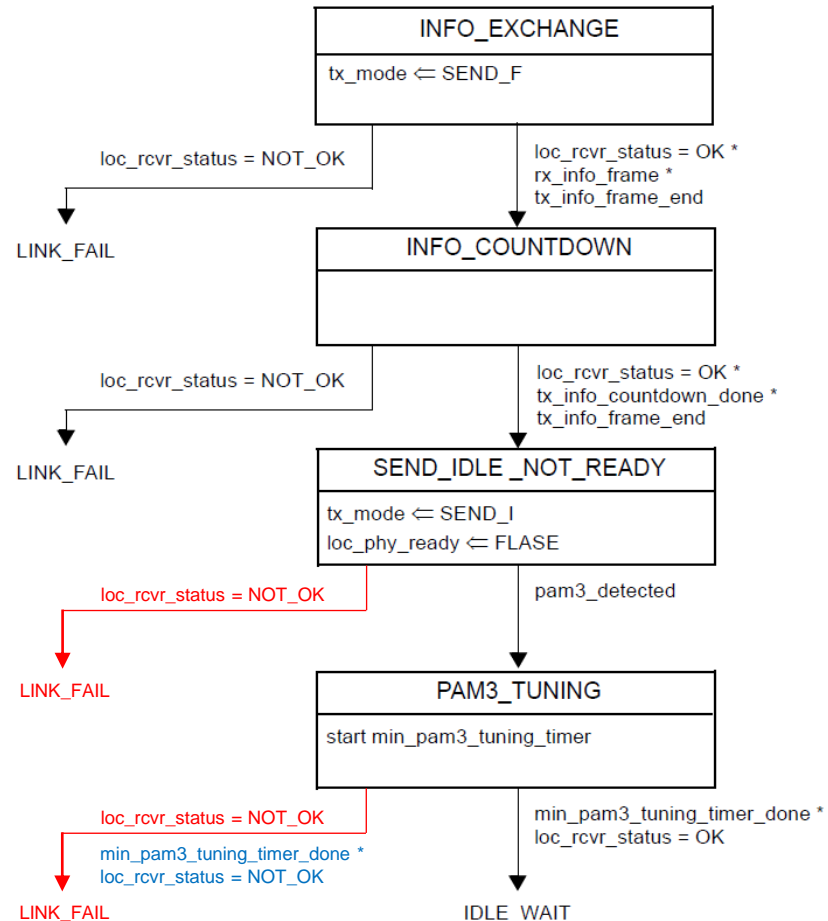 INFO_EXCHANGE
tx_mode ⇐ SEND_F
loc_rcvr_status = NOT_OK
loc_rcvr_status = OK *
rx_info_frame *
tx_info_frame_end
LINK_FAIL
INFO_COUNTDOWN
loc_rcvr_status = NOT_OK
loc_rcvr_status = OK *
tx_info_countdown_done *
tx_info_frame_end
LINK_FAIL
SEND_IDLE _NOT_READY
tx_mode ⇐ SEND_I
loc_phy_ready ⇐ FLASE
loc_rcvr_status = NOT_OK
pam3_detected
LINK_FAIL
PAM3_TUNING
start min_pam3_tuning_timer
loc_rcvr_status = NOT_OK
min_pam3_tuning_timer_done *
loc_rcvr_status = NOT_OK
min_pam3_tuning_timer_done *
loc_rcvr_status = OK
LINK_FAIL
IDLE_WAIT